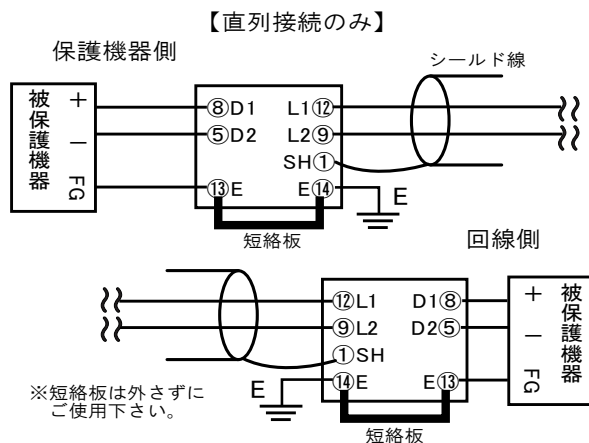 【直列接続のみ】
保護機器側
シールド線
被保護機器
+
−
FG
⑧D1
⑤D2
⑬E
L1⑫
L2⑨
SH①
E⑭
E
短絡板
回線側
⑫L1
⑨L2
①SH
⑭E
D1⑧
D2⑤
E⑬
E
短絡板
+
−
FG
被保護機器
※短絡板は外さずに
ご使用下さい。